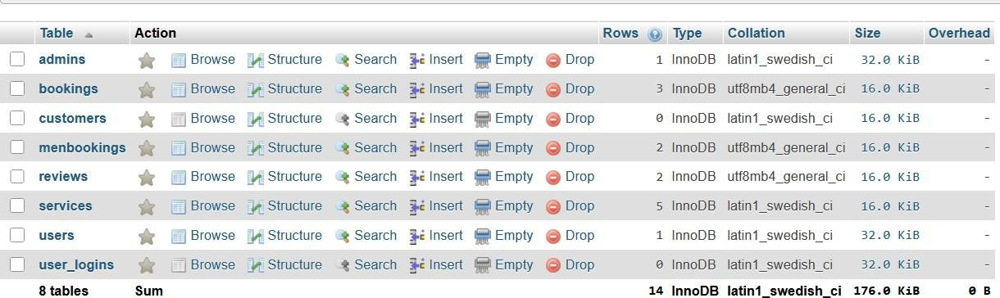 Table Action Rows Type Collation Size Overhead
admins Browse Structure Search Insert Empty Drop 1 InnoDB latin1_swedish_ci 32.0 KiB -
bookings Browse Structure Search Insert Empty Drop 3 InnoDB utf8mb4_general_ci 16.0 KiB -
customers Browse Structure Search Insert Empty Drop 0 InnoDB latin1_swedish_ci 16.0 KiB -
menbookings Browse Structure Search Insert Empty Drop 2 InnoDB utf8mb4_general_ci 16.0 KiB -
reviews Browse Structure Search Insert Empty Drop 2 InnoDB utf8mb4_general_ci 16.0 KiB -
services Browse Structure Search Insert Empty Drop 5 InnoDB latin1_swedish_ci 16.0 KiB -
users Browse Structure Search Insert Empty Drop 1 InnoDB latin1_swedish_ci 32.0 KiB -
user_logins Browse Structure Search Insert Empty Drop 0 InnoDB latin1_swedish_ci 32.0 KiB -
8 tables Sum 14 InnoDB latin1_swedish_ci 176.0 KiB 0 B